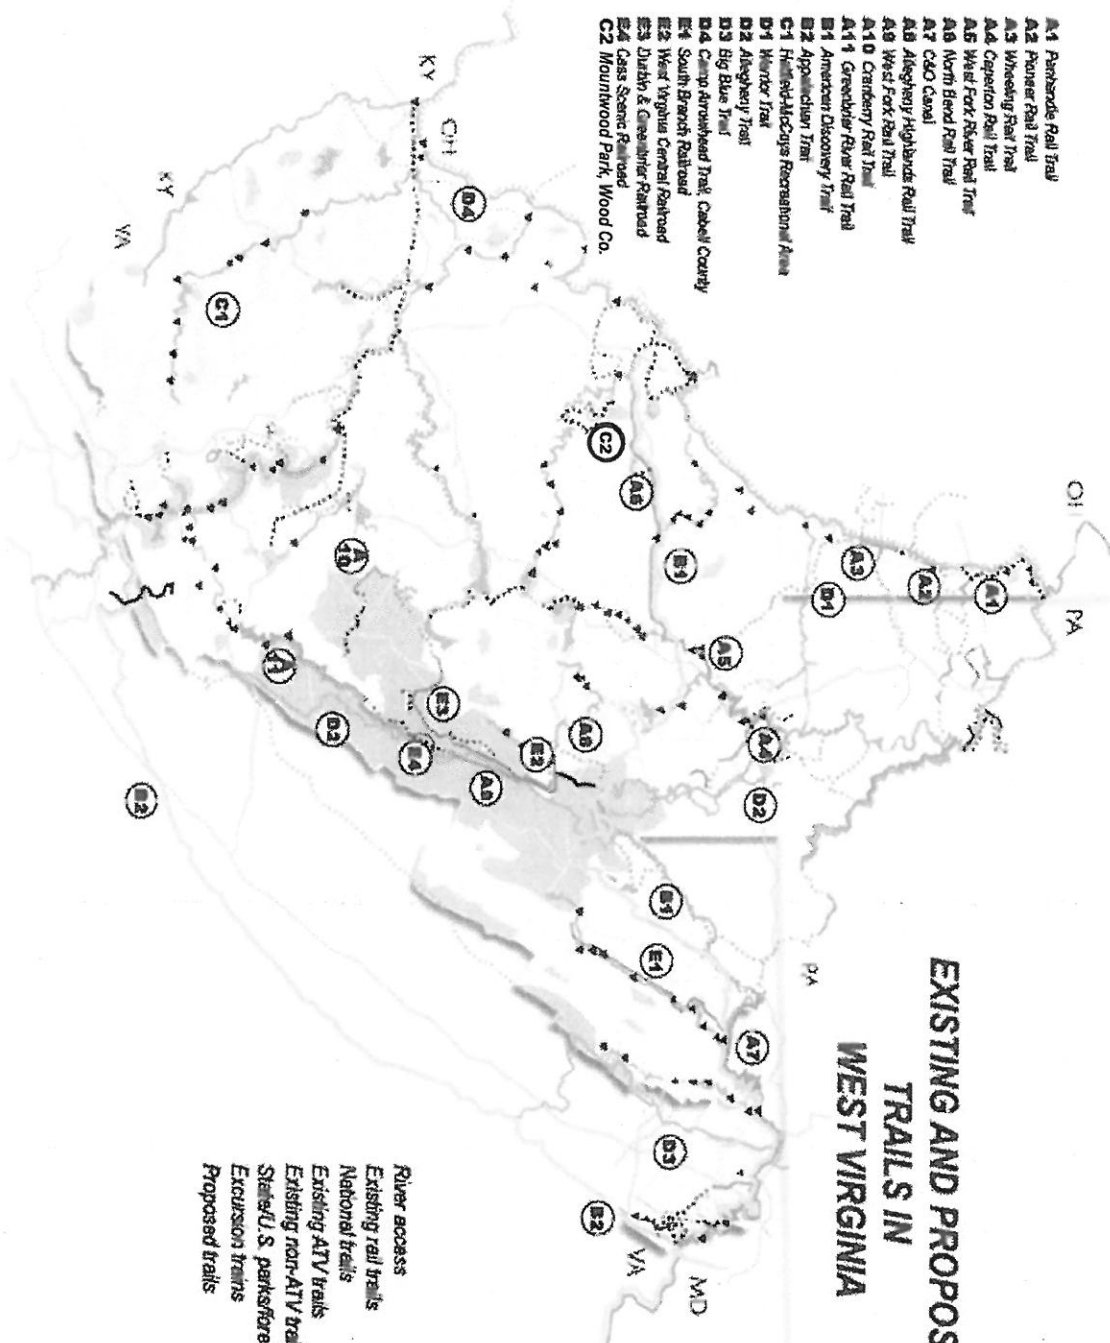 EXISTING AND PROPOS
TRAILS IN
WEST VIRGINIA
A1 Panhandle Rail Trail
A2 Pioneer Rail Trail
A3 Wheeling Rail Trail
A4 Caperton Rail Trail
A5 West Fork River Rail Trail
A6 North Bend Rail Trail
A7 C&O Canal
A8 Allegheny Highlands Rail Trail
A9 West Fork Rail Trail
A10 Cranberry Rail Trail
A11 Greenbrier River Rail Trail
B1 American Discovery Trail
B2 Appalachian Trail
C1 Hatfield-McCoys Recreational Area
D1 Warrior Trail
D2 Allegheny Trail
D3 Big Blue Trail
D4 Camp Arrowhead Trail, Cabell County
E1 South Branch Railroad
E2 West Virginia Central Railroad
E3 Durbin & Greenbrier Railroad
E4 Cass Scenic Railroad
C2 Mountwood Park, Wood Co.
OH
PA
A1
A2
A3
D1
A5
A4
D2
PA
B1
A6
C2
B1
E1
A7
D3
B2
VA
MD
A8
E2
A9
E3
E4
A10
A11
B2
D4
C1
OH
KY
KY
VA
River access
Existing rail trails
National trails
Existing ATV trails
Existing non-ATV trail
State/U.S. parks/fore
Excursion trains
Proposed trails